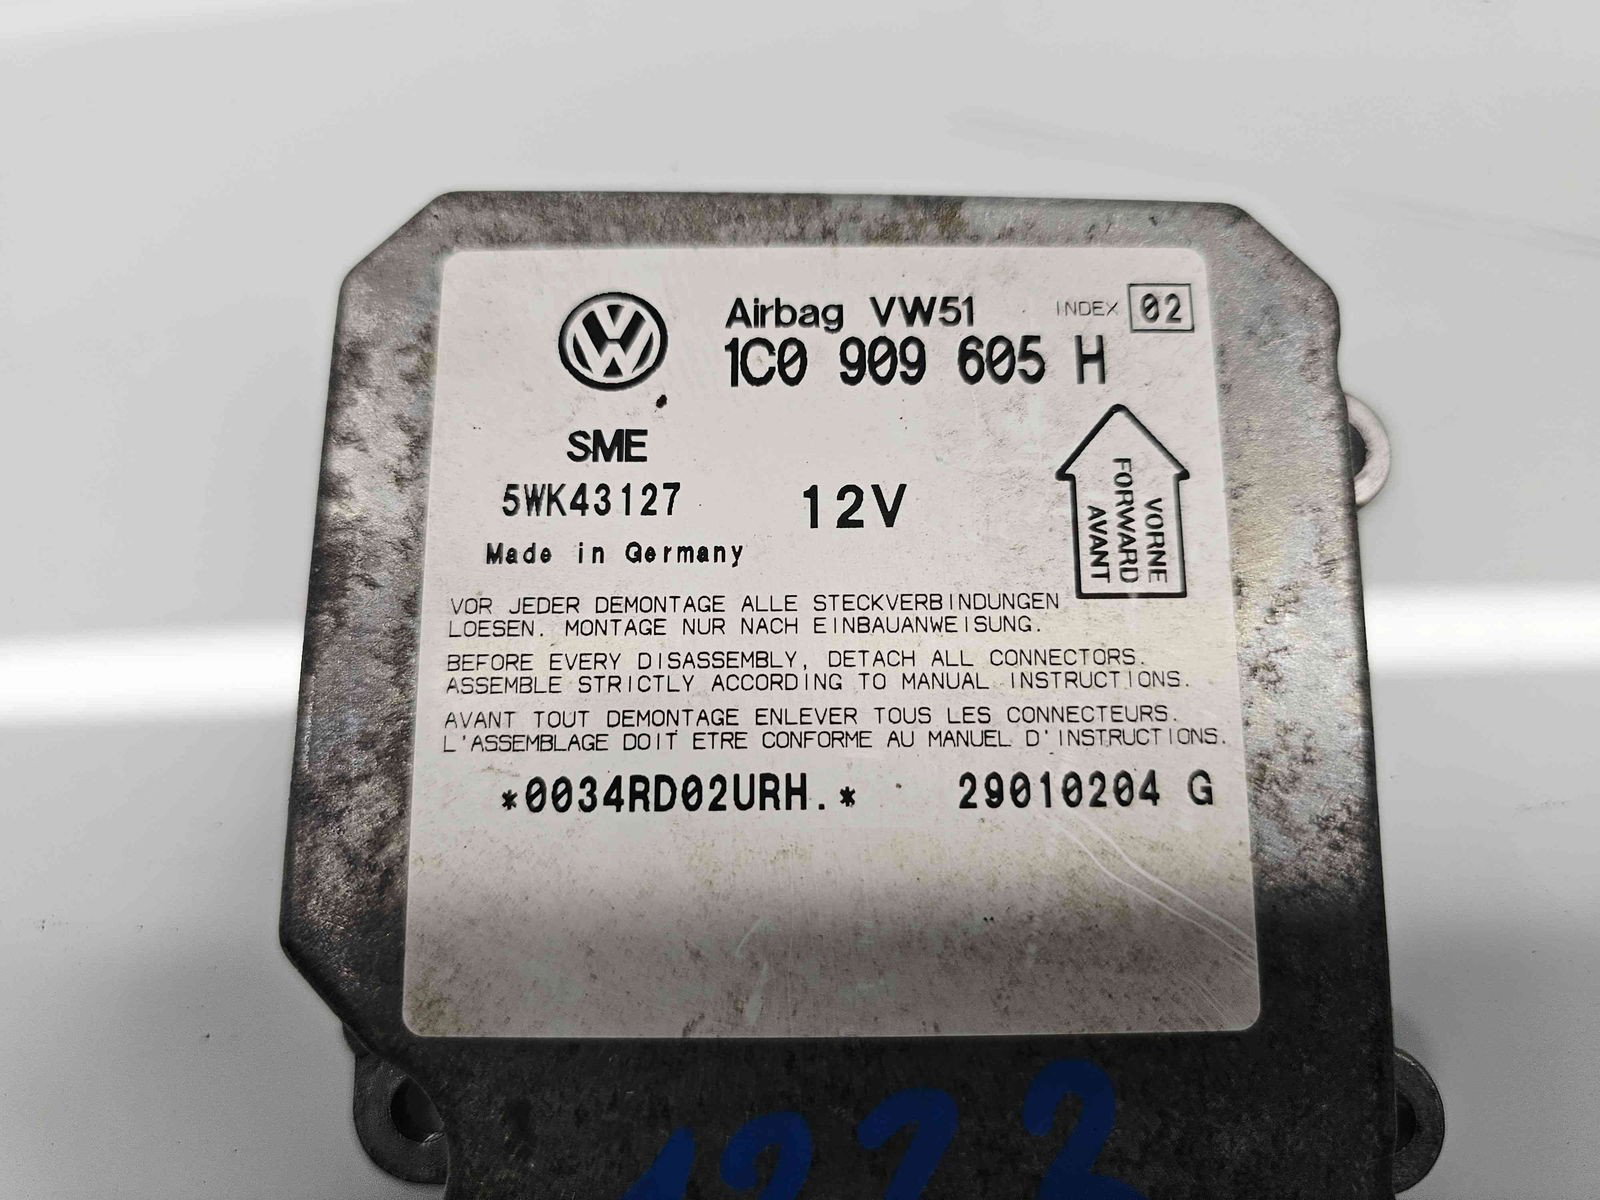 Airbag VW51 INDEX 02
1C0 909 605 H
SME
5WK43127 12V
Made in Germany
VORNE
FORWARD
AVANT
VOR JEDER DEMONTAGE ALLE STECKVERBINDUNGEN
LOESEN. MONTAGE NUR NACH EINBAUANWEISUNG.
BEFORE EVERY DISASSEMBLY, DETACH ALL CONNECTORS.
ASSEMBLE STRICTLY ACCORDING TO MANUAL INSTRUCTIONS.
AVANT TOUT DEMONTAGE ENLEVER TOUS LES CONNECTEURS.
L'ASSEMBLAGE DOIT ETRE CONFORME AU MANUEL D'INSTRUCTIONS.
*0034RD02URH.* 29010204 G